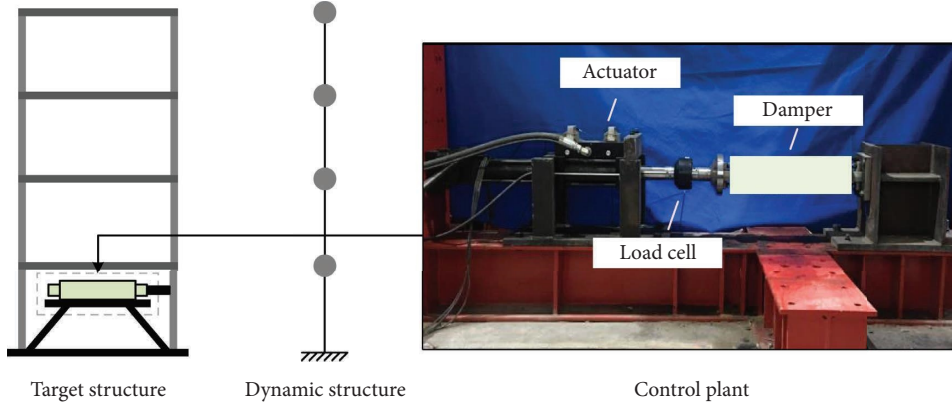 Actuator
Damper
Load cell
Target structure
Dynamic structure
Control plant